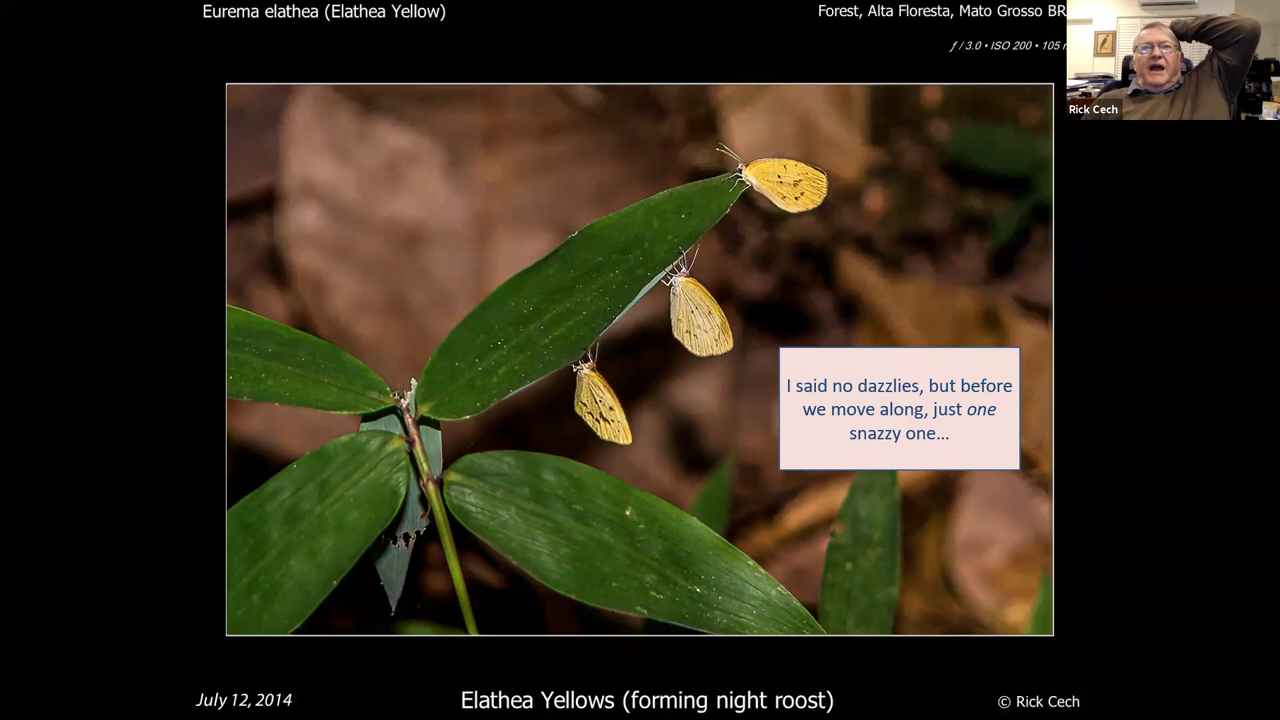 Eurema elathea (Elathea Yellow)
Forest, Alta Floresta, Mato Grosso BR
ƒ / 3.0 • ISO 200 • 105
Rick Cech
I said no dazzlies, but before
we move along, just one
snazzy one...
July 12, 2014
Elathea Yellows (forming night roost)
© Rick Cech